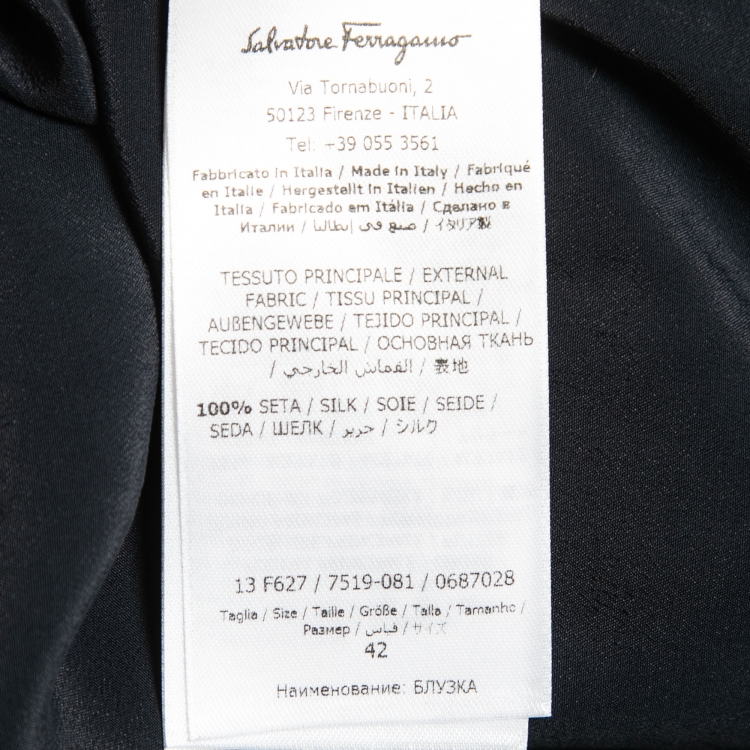 Salvatore Ferragamo
Via Tornabuoni, 2
50123 Firenze - ITALIA
Tel: +39 055 3561
Fabbricato in Italia / Made in Italy / Fabriqué
en Italie / Hergestellt in Italien / Hecho en
Italia / Fabricado em Itália / Сделано в
Италии / صنع في إيطاليا / イタリア製
TESSUTO PRINCIPALE / EXTERNAL
FABRIC / TISSU PRINCIPAL /
AUßENGEWEBE / TEJIDO PRINCIPAL /
TECIDO PRINCIPAL / ОСНОВНАЯ ТКАНЬ
/ القماش الخارجي / 表地
100% SETA / SILK / SOIE / SEIDE /
SEDA / ШЕЛК / حرير / シルク
13 F627 / 7519-081 / 0687028
Taglia / Size / Taille / Größe / Talla / Tamanho /
Размер / قياس / サイズ
42
Наименование: БЛУЗКА